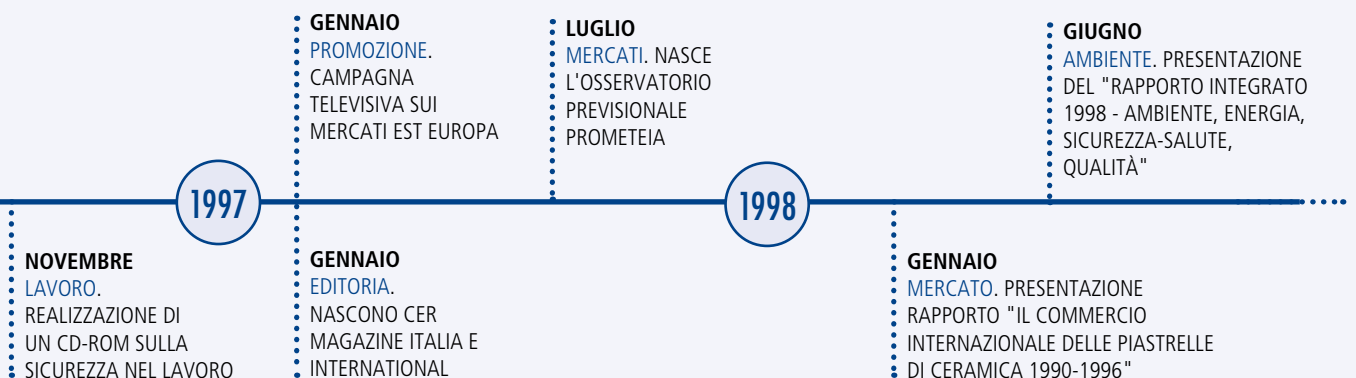 GENNAIO
PROMOZIONE.
CAMPAGNA
TELEVISIVA SUI
MERCATI EST EUROPA
LUGLIO
MERCATI. NASCE
L'OSSERVATORIO
PREVISIONALE
PROMETEIA
GIUGNO
AMBIENTE. PRESENTAZIONE
DEL "RAPPORTO INTEGRATO
1998 - AMBIENTE, ENERGIA,
SICUREZZA-SALUTE,
QUALITÀ"
1997
1998
NOVEMBRE
LAVORO.
REALIZZAZIONE DI
UN CD-ROM SULLA
SICUREZZA NEL LAVORO
GENNAIO
EDITORIA.
NASCONO CER
MAGAZINE ITALIA E
INTERNATIONAL
GENNAIO
MERCATO. PRESENTAZIONE
RAPPORTO "IL COMMERCIO
INTERNAZIONALE DELLE PIASTRELLE
DI CERAMICA 1990-1996"